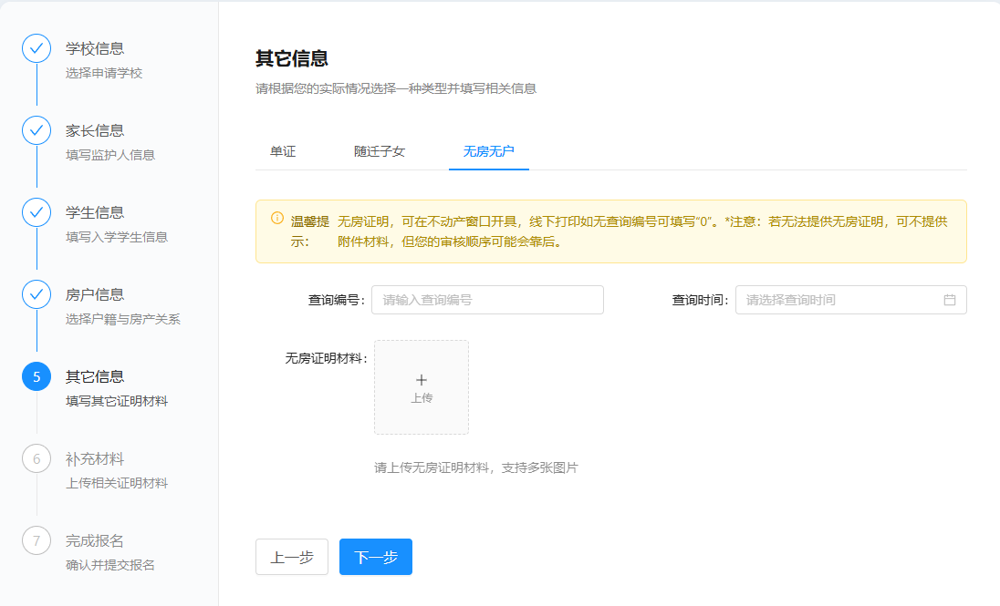 学校信息
选择申请学校
家长信息
填写监护人信息
学生信息
填写入学学生信息
房户信息
选择户籍与房产关系
5
其它信息
填写其它证明材料
6
补充材料
上传相关证明材料
7
完成报名
确认并提交报名
其它信息
请根据您的实际情况选择一种类型并填写相关信息
单证 随迁子女 无房无户
温馨提示： 无房证明，可在不动产窗口开具，线下打印如无查询编号可填写"0"。*注意：若无法提供无房证明，可不提供
附件材料，但您的审核顺序可能会靠后。
查询编号： 请输入查询编号 查询时间： 请选择查询时间
无房证明材料：
+
上传
请上传无房证明材料，支持多张图片
上一步 下一步